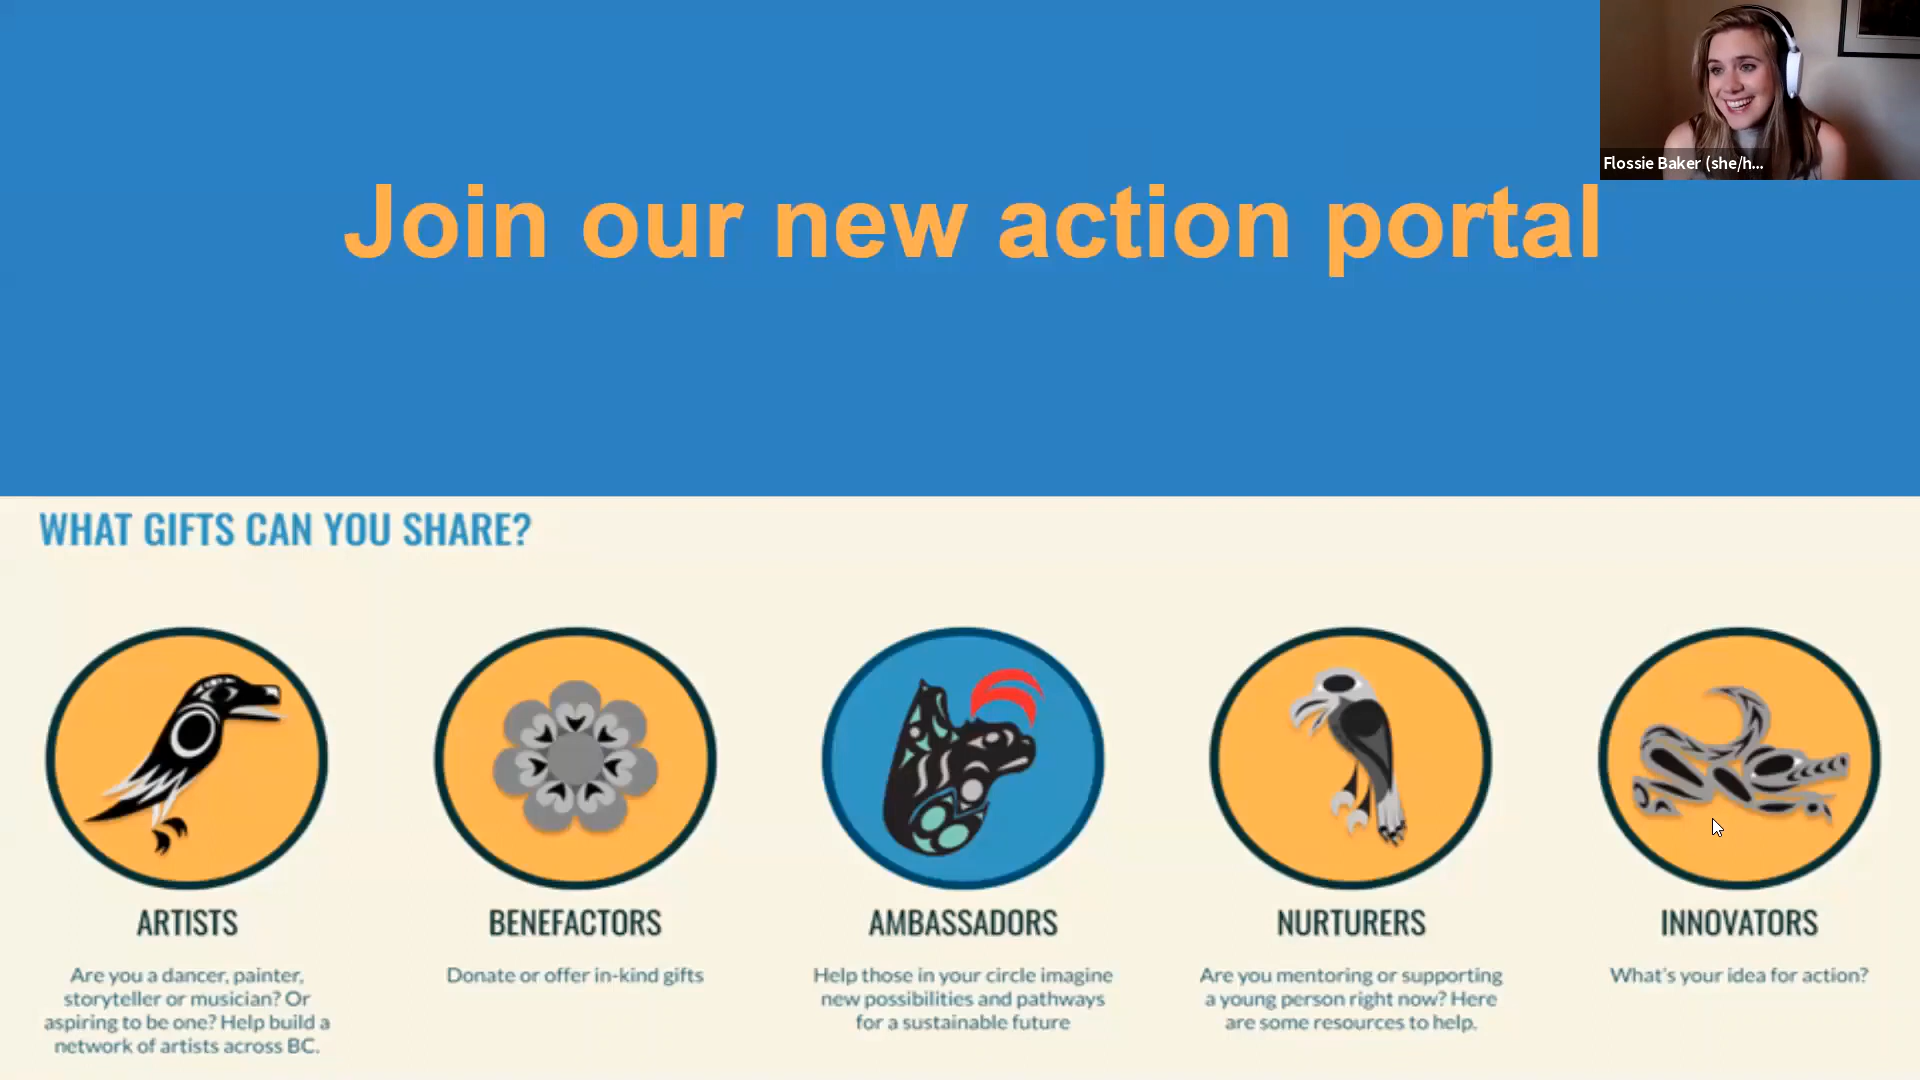 Flossie Baker (she/h...
Join our new action portal
WHAT GIFTS CAN YOU SHARE?
ARTISTS
Are you a dancer, painter,
storyteller or musician? Or
aspiring to be one? Help build a
network of artists across BC.
BENEFACTORS
Donate or offer in-kind gifts
AMBASSADORS
Help those in your circle imagine
new possibilities and pathways
for a sustainable future
NURTURERS
Are you mentoring or supporting
a young person right now? Here
are some resources to help.
INNOVATORS
What's your idea for action?